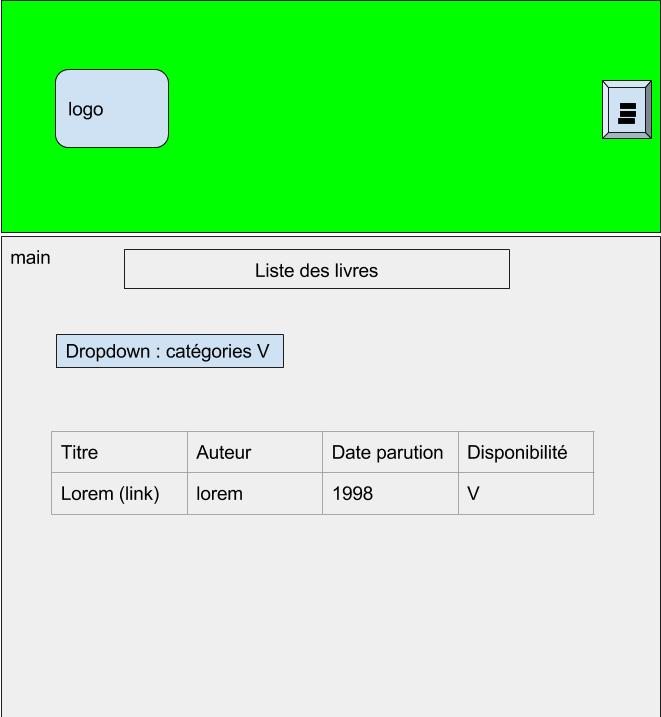 logo
main
Liste des livres
Dropdown : catégories V
Titre Auteur Date parution Disponibilité
Lorem (link) lorem 1998 V